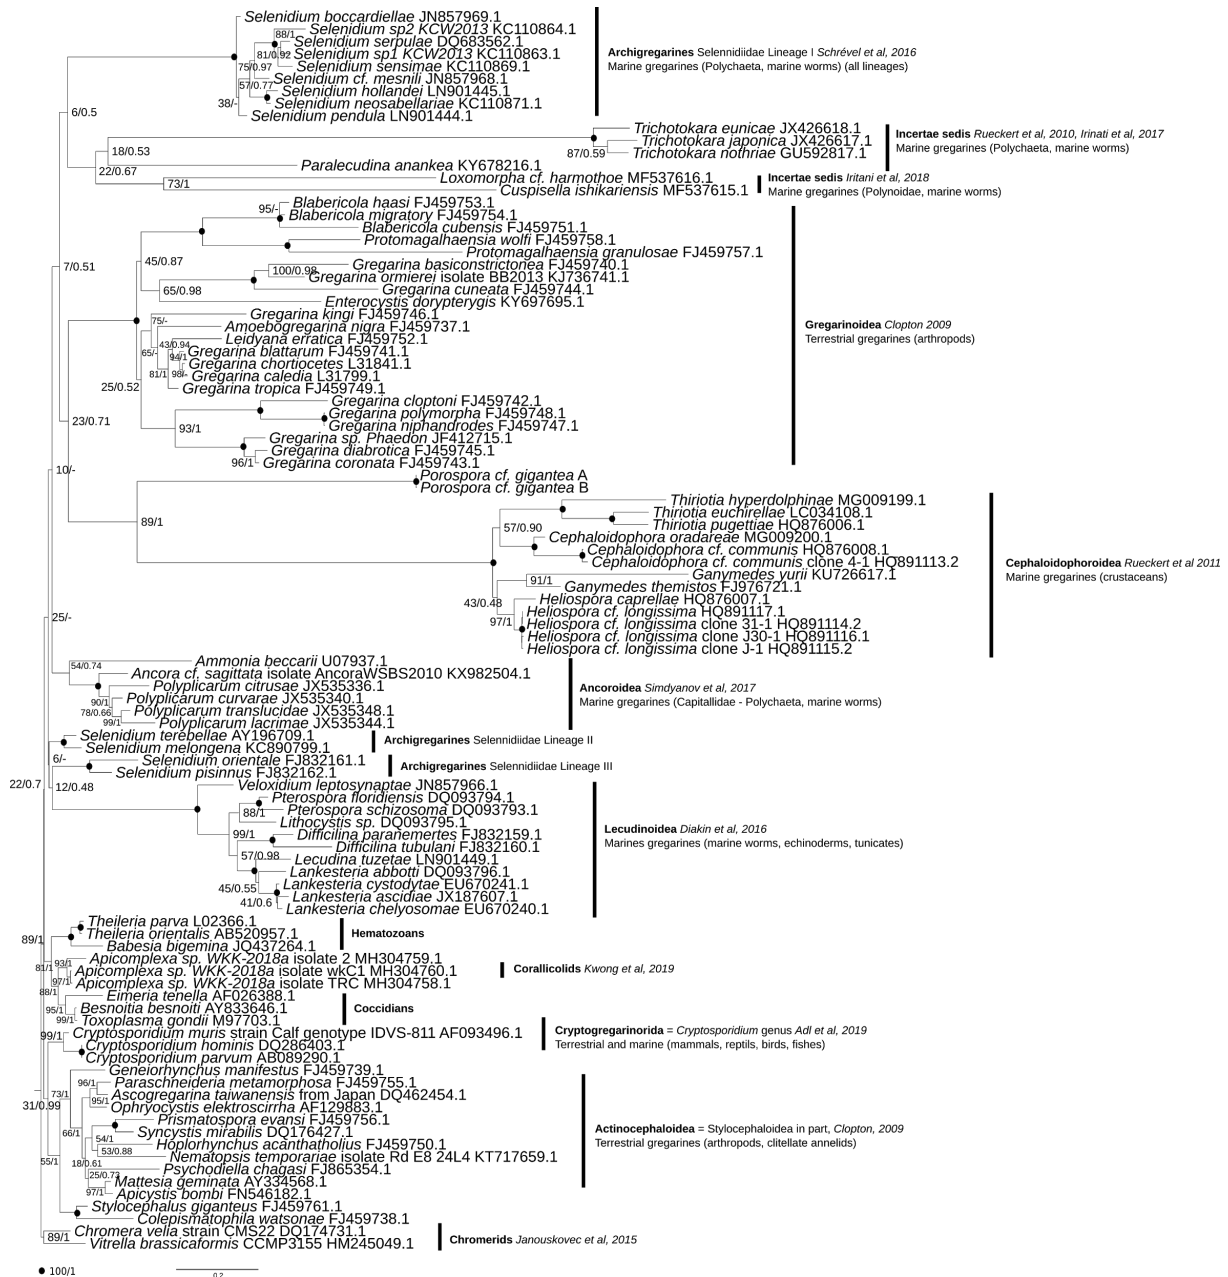 Selenidium boccardiellae JN857969.1
88/1
Selenidium sp2 KCW2013 KC110864.1
Selenidium serpulae DQ683562.1
81/0.92
Selenidium sp1 KCW2013 KC110863.1
75/0.97
Selenidium sensimae KC110869.1
57/0.77
Selenidium cf. mesnili JN857968.1
Selenidium hollandei LN901445.1
38/-
Selenidium neosabellariae KC110871.1
Selenidium pendula LN901444.1
Archigregarines Selennidiidae Lineage I Schrével et al, 2016
Marine gregarines (Polychaeta, marine worms) (all lineages)
6/0.5
Trichotokara eunicae JX426618.1
Trichotokara japonica JX426617.1
87/0.59
Trichotokara nothriae GU592817.1
18/0.53
Incertae sedis Rueckert et al, 2010, Irinati et al, 2017
Marine gregarines (Polychaeta, marine worms)
Paralecudina anankea KY678216.1
22/0.67
Loxomorpha cf. harmothoe MF537616.1
73/1
Cuspisella ishikariensis MF537615.1
Incertae sedis Iritani et al, 2018
Marine gregarines (Polynoidae, marine worms)
Blabericola haasi FJ459753.1
95/-
Blabericola migratory FJ459754.1
Blabericola cubensis FJ459751.1
Protomagalhaensia wolfi FJ459758.1
Protomagalhaensia granulosae FJ459757.1
7/0.51
45/0.87
Gregarina basiconstrictonea FJ459740.1
100/0.98
Gregarina ormierei isolate BB2013 KJ736741.1
65/0.98
Gregarina cuneata FJ459744.1
Enterocystis dorypterygis KY697695.1
Gregarina kingi FJ459746.1
75/-
Amoebogregarina nigra FJ459737.1
Leidyana erratica FJ459752.1
43/0.94
65/-
Gregarina blattarum FJ459741.1
94/1
Gregarina chortiocetes L31841.1
81/1
98/-
Gregarina caledia L31799.1
Gregarina tropica FJ459749.1
25/0.52
Gregarinoidea Clopton 2009
Terrestrial gregarines (arthropods)
Gregarina cloptoni FJ459742.1
Gregarina polymorpha FJ459748.1
Gregarina niphandrodes FJ459747.1
23/0.71
93/1
Gregarina sp. Phaedon JF412715.1
Gregarina diabrotica FJ459745.1
96/1
Gregarina coronata FJ459743.1
10/-
Porospora cf. gigantea A
Porospora cf. gigantea B
89/1
Thiriotia hyperdolphinae MG009199.1
Thiriotia euchirellae LC034108.1
Thiriotia pugettiae HQ876006.1
57/0.90
Cephaloidophora oradareae MG009200.1
Cephaloidophora cf. communis HQ876008.1
Cephaloidophora cf. communis clone 4-1 HQ891113.2
Ganymedes yurii KU726617.1
91/1
Ganymedes themistos FJ976721.1
43/0.48
Heliospora caprellae HQ876007.1
Heliospora cf. longissima HQ891117.1
97/1
Heliospora cf. longissima clone 31-1 HQ891114.2
Heliospora cf. longissima clone J30-1 HQ891116.1
Heliospora cf. longissima clone J-1 HQ891115.2
Cephaloidophoroidea Rueckert et al 2011
Marine gregarines (crustaceans)
25/-
Ammonia beccarii U07937.1
54/0.74
Ancora cf. sagittata isolate AncoraWSBS2010 KX982504.1
Polyplicarium citrusae JX535336.1
90/1
Polyplicarium curvarae JX535340.1
78/0.66
Polyplicarium translucidae JX535348.1
99/1
Polyplicarium lacrimae JX535344.1
Ancoroidea Simdyanov et al, 2017
Marine gregarines (Capitallidae - Polychaeta, marine worms)
Selenidium terebellae AY196709.1
Selenidium melongena KC890799.1
Archigregarines Selennidiidae Lineage II
6/-
Selenidium orientale FJ832161.1
Selenidium pisinnus FJ832162.1
Archigregarines Selennidiidae Lineage III
22/0.7
12/0.48
Veloxidium leptosynaptae JN857966.1
Pterospora floridiensis DQ093794.1
88/1
Pterospora schizosoma DQ093793.1
Lithocystis sp. DQ093795.1
99/1
Difficilina paranemertes FJ832159.1
Difficilina tubulani FJ832160.1
57/0.98
Lecudina tuzetae LN901449.1
Lankesteria abbotti DQ093796.1
45/0.55
Lankesteria cystodytae EU670241.1
41/0.6
Lankesteria ascidiae JX187607.1
Lankesteria chelyosomae EU670240.1
Lecudinoidea Diakin et al, 2016
Marines gregarines (marine worms, echinoderms, tunicates)
Theileria parva L02366.1
Theileria orientalis AB520957.1
Babesia bigemina JQ437264.1
Hematozoans
89/1
Apicomplexa sp. WKK-2018a isolate 2 MH304759.1
81/1
93/1
Apicomplexa sp. WKK-2018a isolate wkC1 MH304760.1
97/1
Apicomplexa sp. WKK-2018a isolate TRC MH304758.1
Corallicolids Kwong et al, 2019
88/1
Eimeria tenella AF026388.1
95/1
Besnoitia besnoiti AY833646.1
99/1
Toxoplasma gondii M97703.1
Coccidians
99/1
Cryptosporidium muris strain Calf genotype IDVS-811 AF093496.1
Cryptosporidium hominis DQ286403.1
Cryptosporidium parvum AB089290.1
Cryptogregarinorida = Cryptosporidium genus Adl et al, 2019
Terrestrial and marine (mammals, reptils, birds, fishes)
Geneiorhynchus manifestus FJ459739.1
96/1
Paraschneideria metamorphosa FJ459755.1
73/1
95/1
Ascogregarina taiwanensis from Japan DQ462454.1
31/0.99
Ophryocystis elektroscirrha AF129883.1
Prismatospora evansi FJ459756.1
66/1
Syncystis mirabilis DQ176427.1
54/1
Hoplorhynchus acanthatholius FJ459750.1
53/0.88
Nematopsis temporariae isolate Rd E8 24L4 KT717659.1
55/1
18/0.61
Psychodiella chagasi FJ865354.1
25/0.73
Mattesia geminata AY334568.1
97/1
Apicystis bombi FN546182.1
Actinocephaloidea = Stylocephaloidea in part, Clopton, 2009
Terrestrial gregarines (arthropods, clitellate annelids)
Stylocephalus giganteus FJ459761.1
Colepismatophila watsonae FJ459738.1
Chromera velia strain CMS22 DQ174731.1
89/1
Vitrella brassicaformis CCMP3155 HM245049.1
Chromerids Janouskovec et al, 2015
100/1
0.2